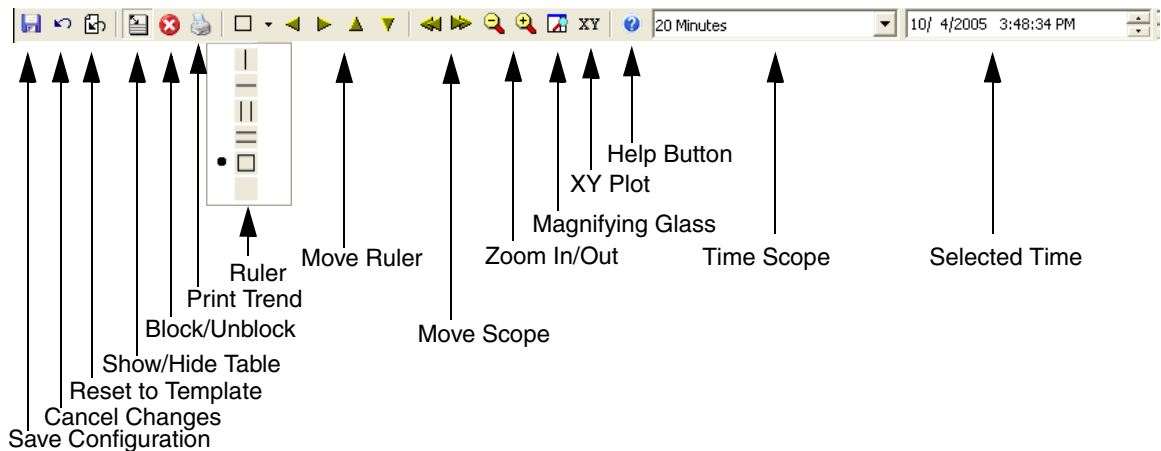 XY
20 Minutes
10/ 4/2005 3:48:34 PM
Help Button
XY Plot
Magnifying Glass
Move Ruler
Zoom In/Out
Time Scope
Selected Time
Ruler
Print Trend
Block/Unblock
Move Scope
Show/Hide Table
Reset to Template
Cancel Changes
Save Configuration